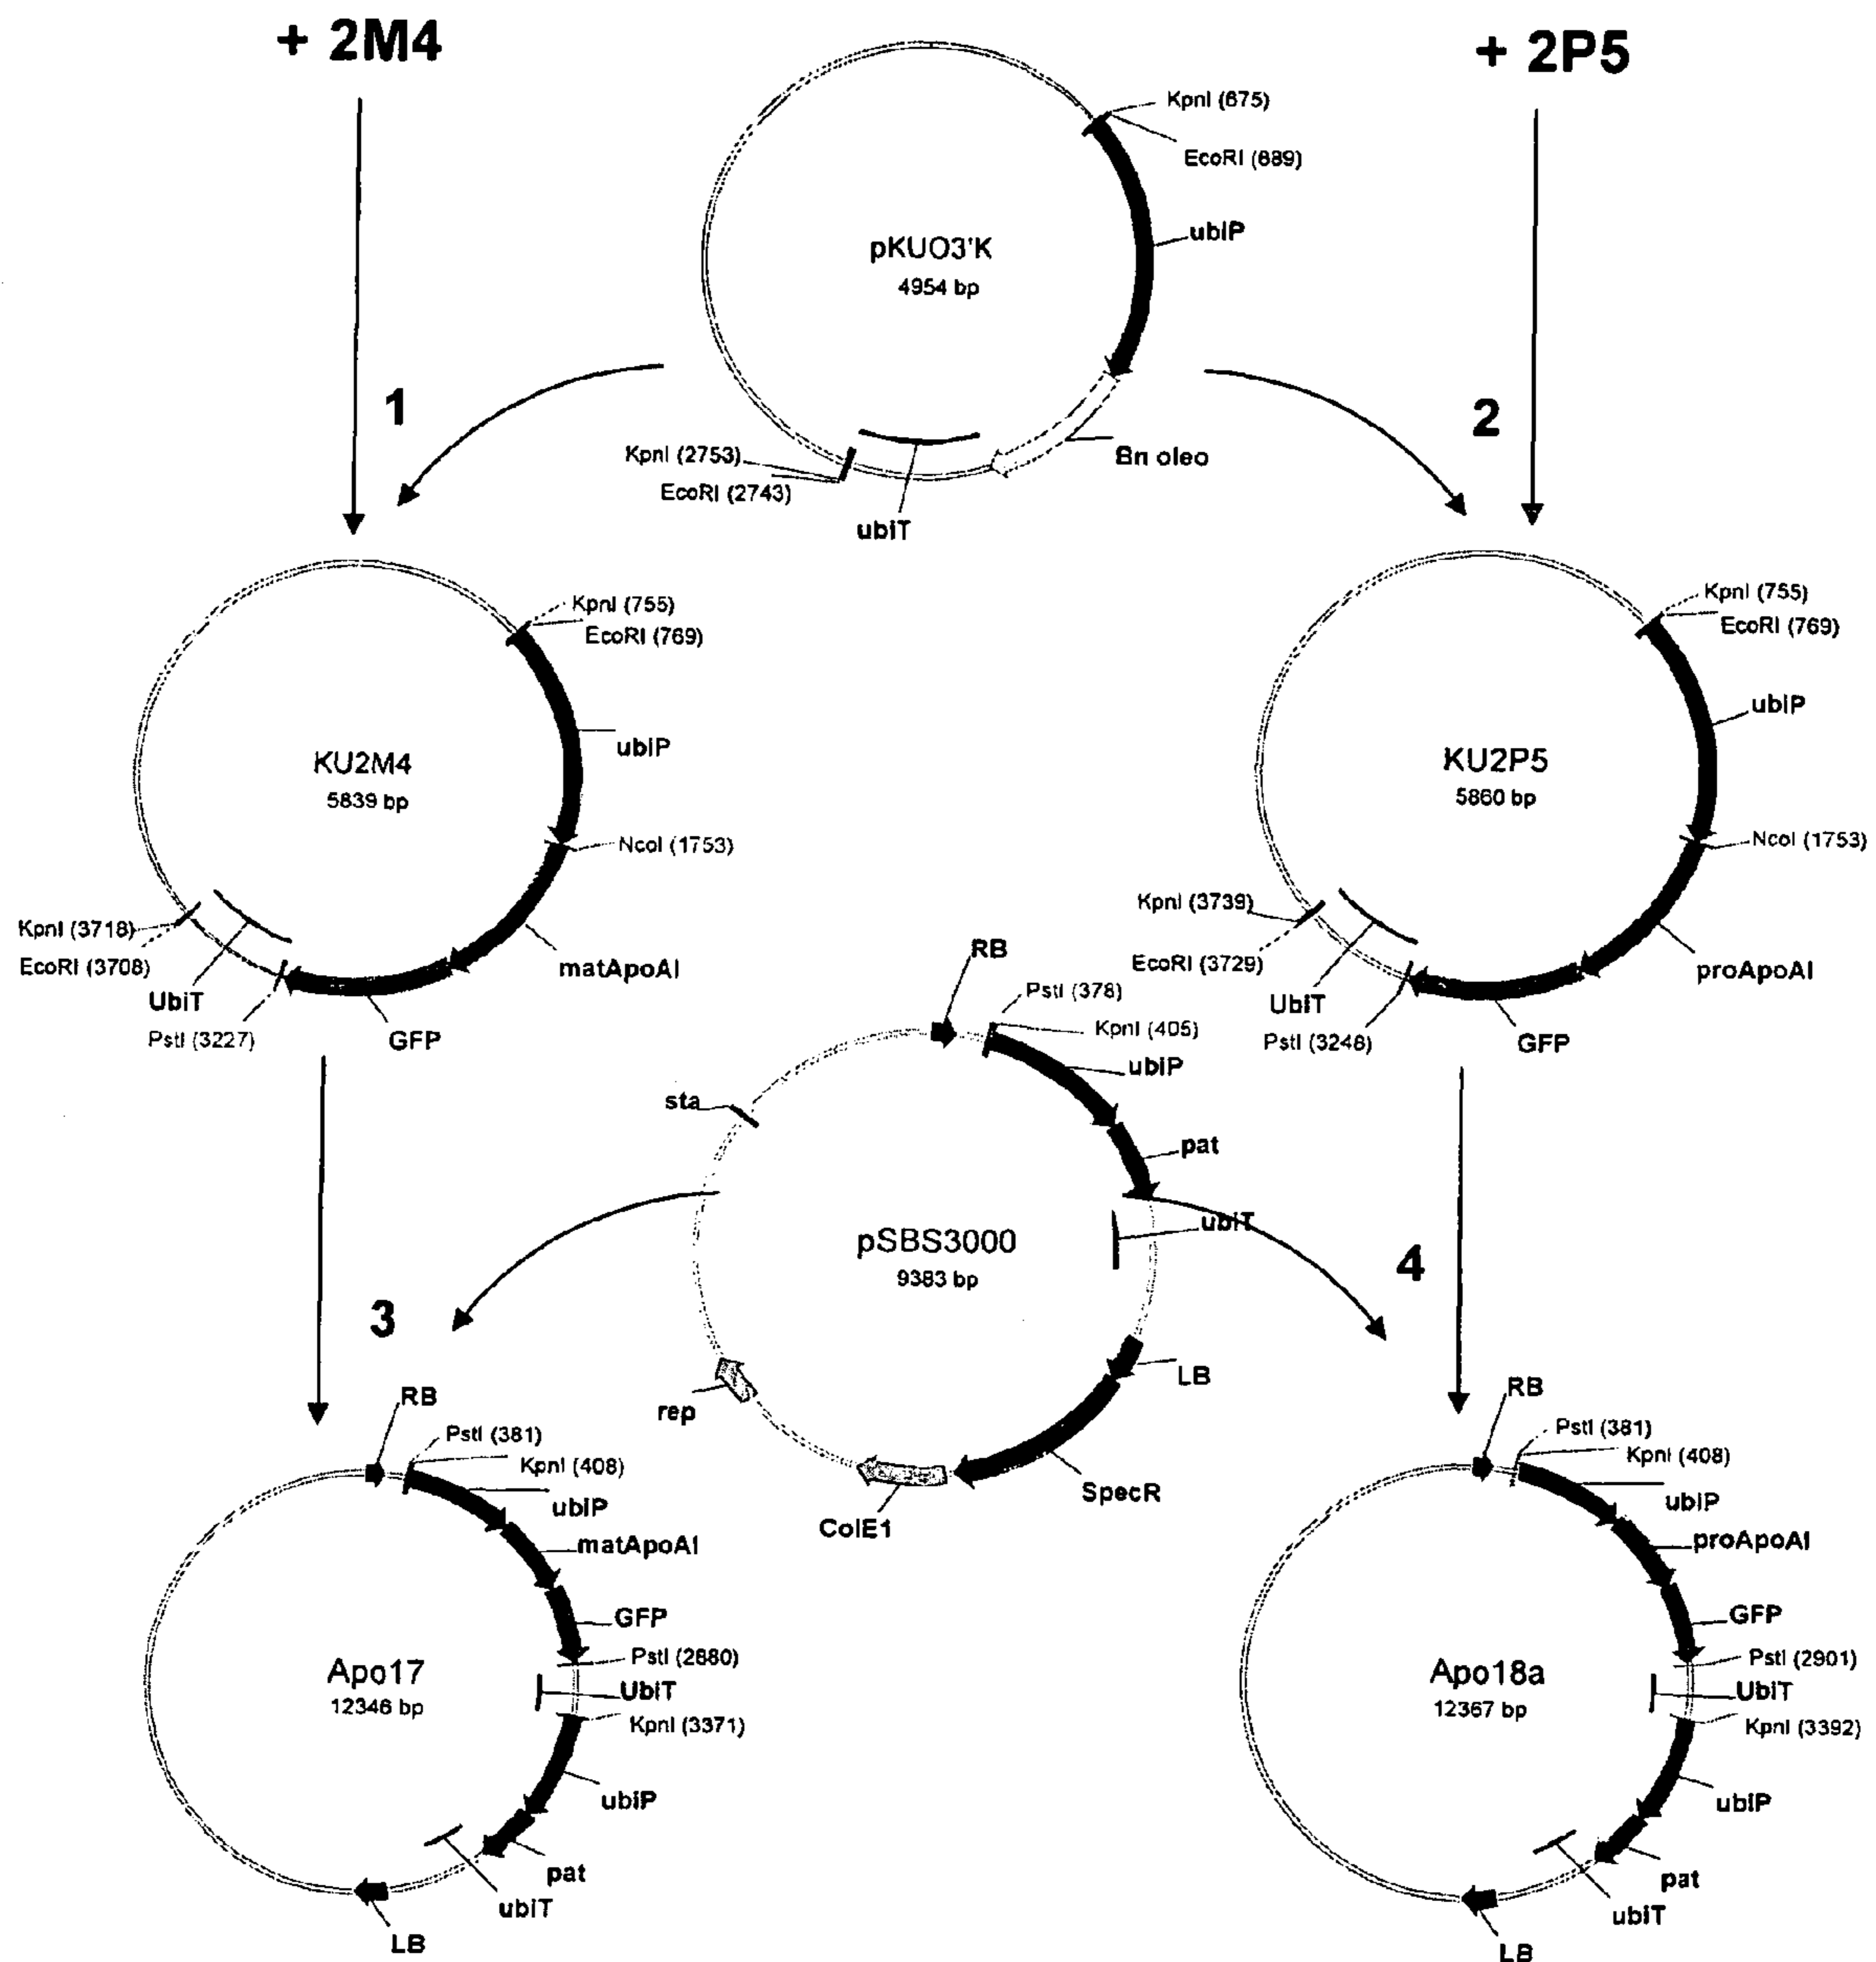 + 2M4
+ 2P5
KpnI (675)
EcoRI (689)
ubiP
pKUO3'K
4954 bp
1
2
KpnI (2753)
EcoRI (2743)
Bn oleo
ubiT
KpnI (755)
EcoRI (769)
ubiP
KU2M4
5839 bp
NcoI (1753)
KpnI (3718)
EcoRI (3708)
UbiT
PstI (3227)
matApoAI
GFP
KpnI (755)
EcoRI (769)
ubiP
KU2P5
5860 bp
NcoI (1753)
KpnI (3739)
EcoRI (3729)
UbiT
PstI (3248)
proApoAI
GFP
RB
PstI (378)
KpnI (405)
ubiP
sta
pat
pSBS3000
9383 bp
ubiT
3
4
LB
rep
SpecR
ColE1
RB
PstI (381)
KpnI (408)
ubiP
matApoAI
GFP
PstI (2880)
Apo17
12346 bp
UbiT
KpnI (3371)
ubiP
pat
ubiT
LB
RB
PstI (381)
KpnI (408)
ubiP
proApoAI
GFP
PstI (2901)
Apo18a
12367 bp
UbiT
KpnI (3392)
ubiP
pat
ubiT
LB